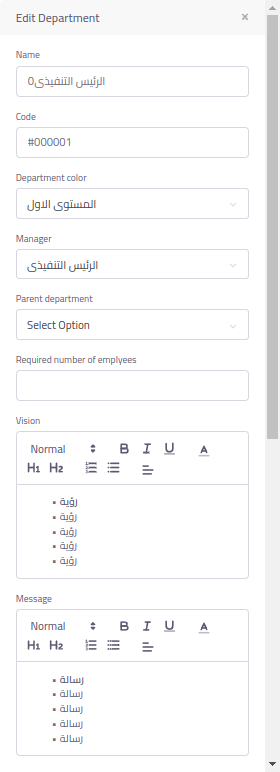 Edit Department
×
Name
الرئيس التنفيذى0
Code
#000001
Department color
المستوى الاول
Manager
الرئيس التنفيذى
Parent department
Select Option
Required number of emplyees
Vision
Normal B I U A
H1 H2
▪ رؤية
▪ رؤية
▪ رؤية
▪ رؤية
▪ رؤية
Message
Normal B I U A
H1 H2
▪ رسالة
▪ رسالة
▪ رسالة
▪ رسالة
▪ رسالة